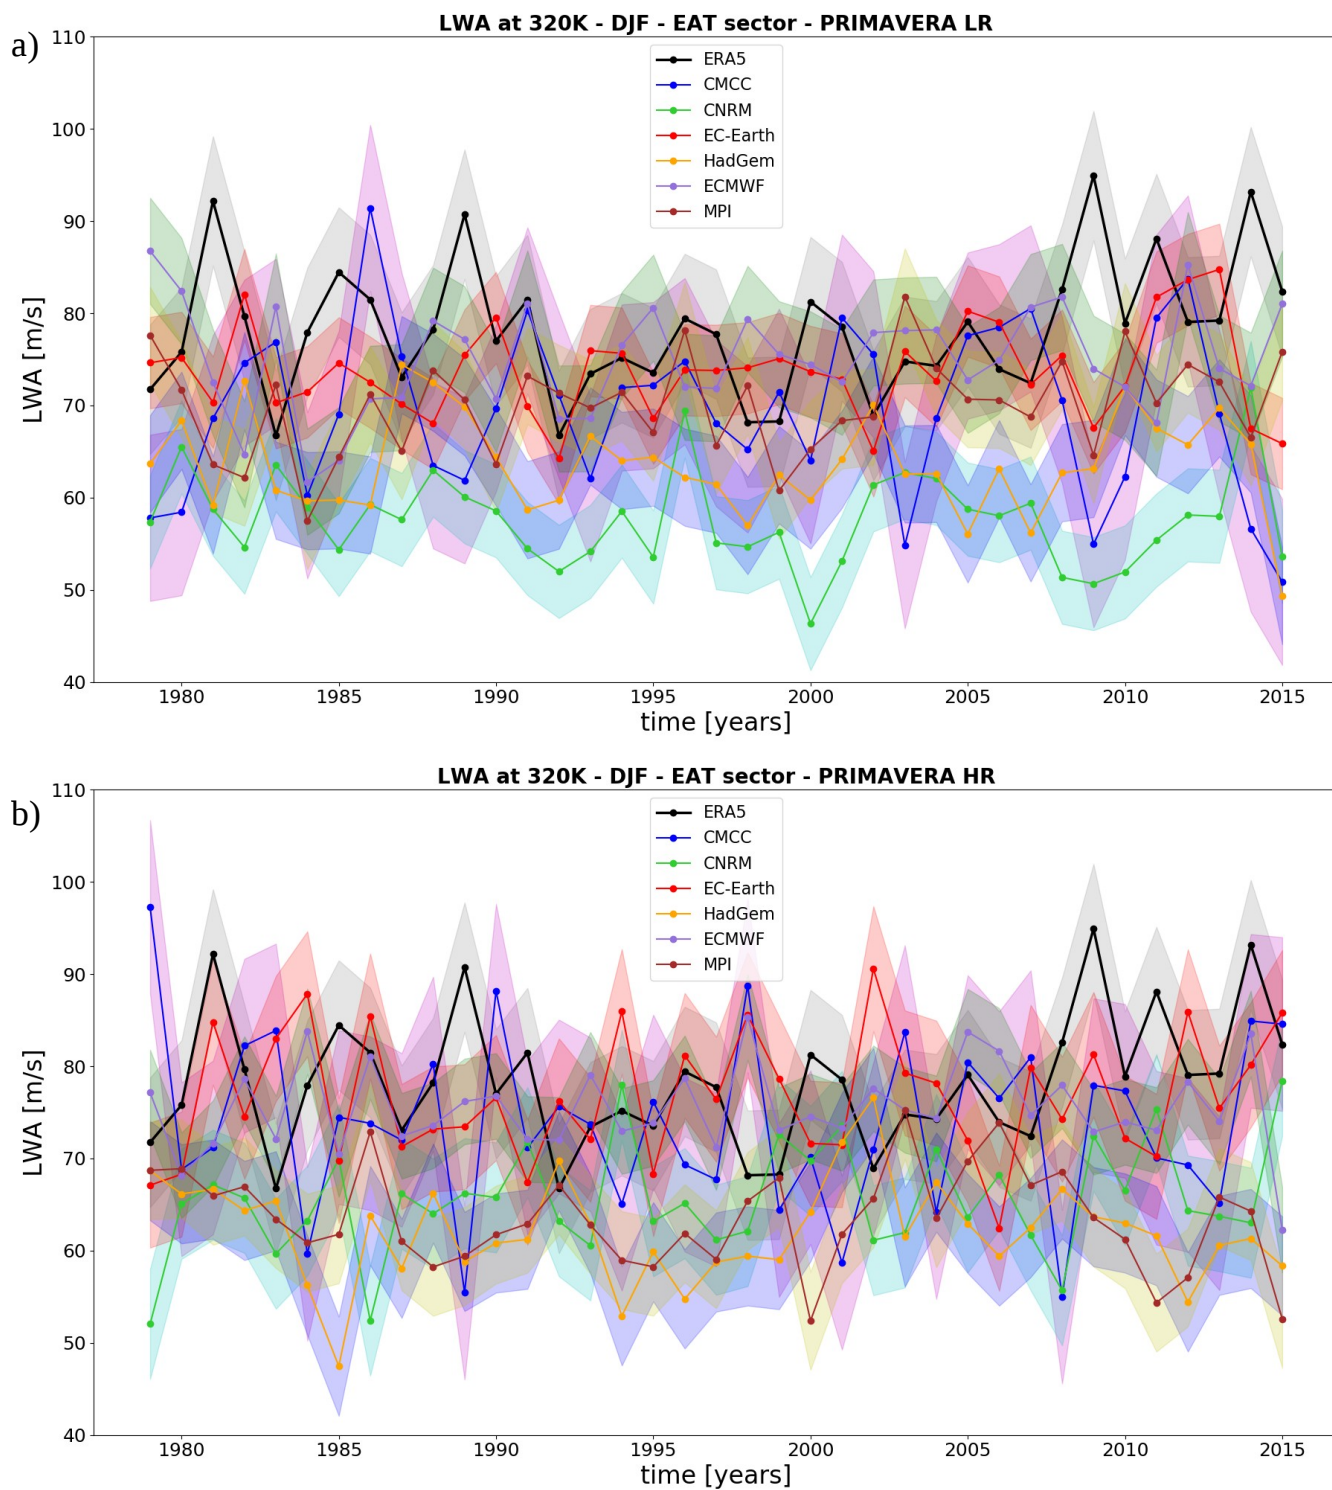 LWA at 320K - DJF - EAT sector - PRIMAVERA LR
a)
110
100
90
80
70
60
50
40
LWA [m/s]
ERA5
CMCC
CNRM
EC-Earth
HadGem
ECMWF
MPI
1980 1985 1990 1995 2000 2005 2010 2015
time [years]
LWA at 320K - DJF - EAT sector - PRIMAVERA HR
b)
110
100
90
80
70
60
50
40
LWA [m/s]
ERA5
CMCC
CNRM
EC-Earth
HadGem
ECMWF
MPI
1980 1985 1990 1995 2000 2005 2010 2015
time [years]